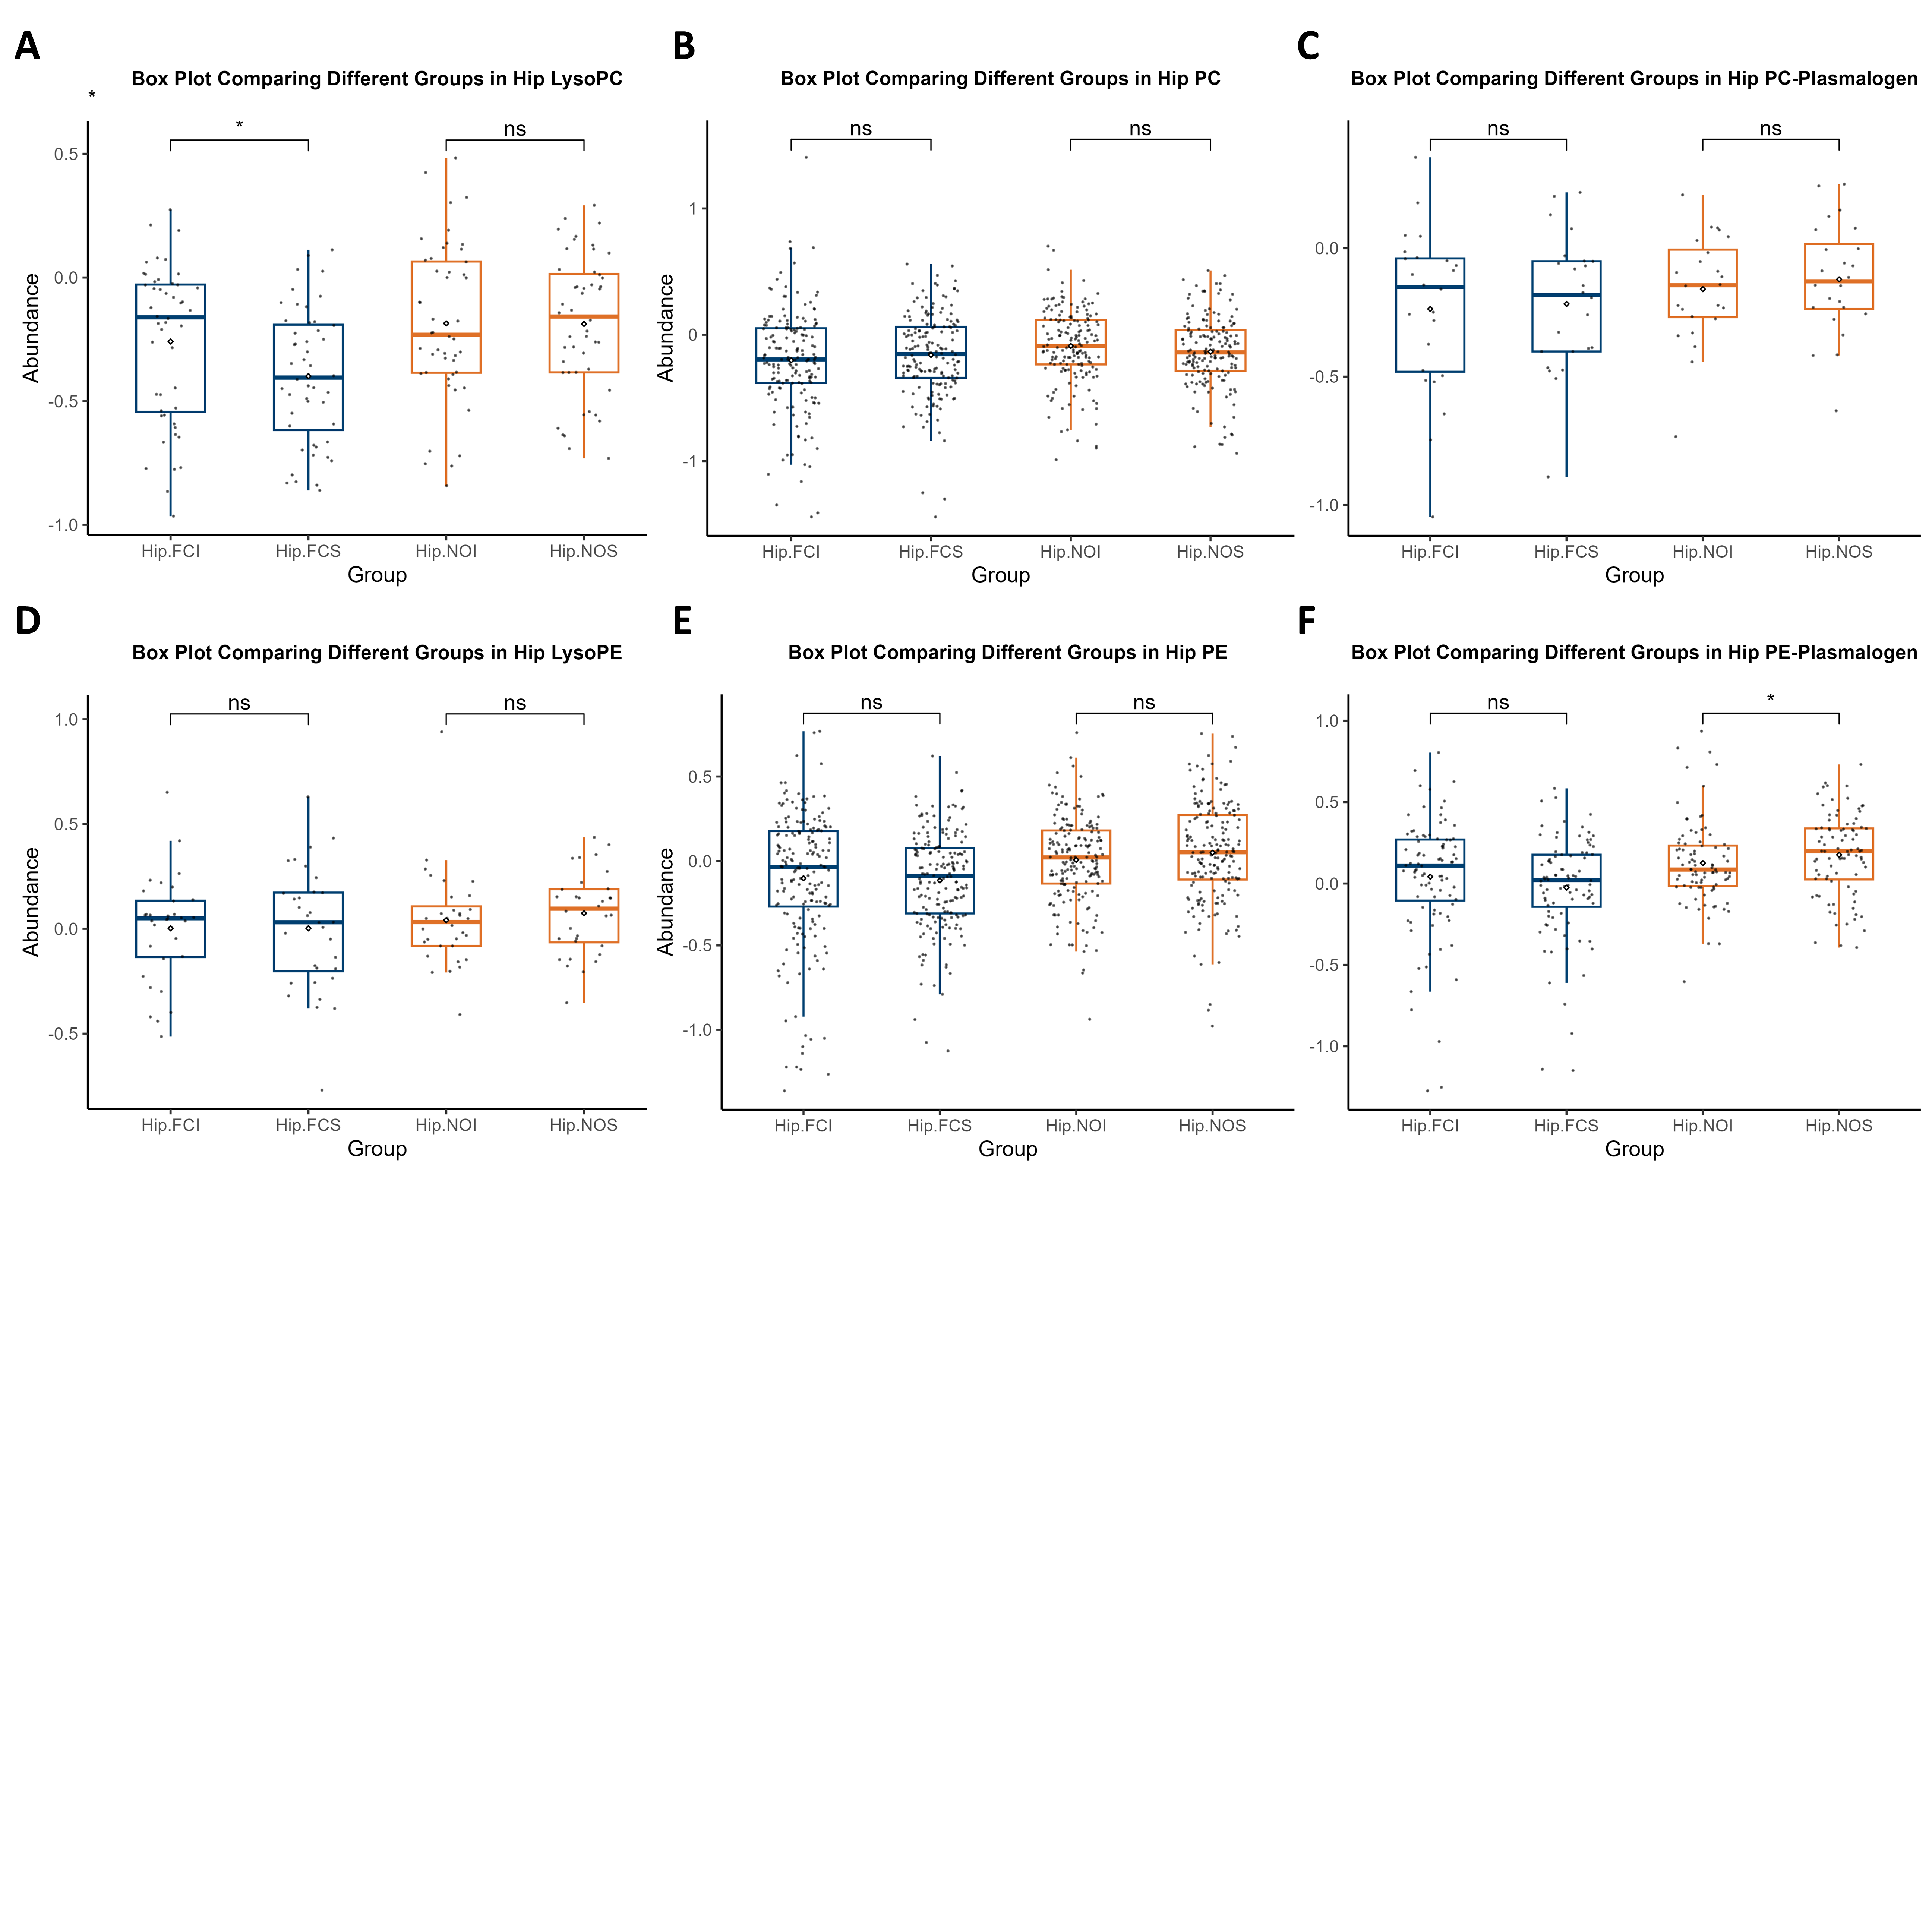 A
Box Plot Comparing Different Groups in Hip LysoPC
*
* ns
Abundance
0.5
0.0
-0.5
-1.0
Hip.FCI Hip.FCS Hip.NOI Hip.NOS
Group
B
Box Plot Comparing Different Groups in Hip PC
ns ns
Abundance
1
0
-1
Hip.FCI Hip.FCS Hip.NOI Hip.NOS
Group
C
Box Plot Comparing Different Groups in Hip PC-Plasmalogen
ns ns
0.0
-0.5
-1.0
Hip.FCI Hip.FCS Hip.NOI Hip.NOS
Group
D
Box Plot Comparing Different Groups in Hip LysoPE
ns ns
Abundance
1.0
0.5
0.0
-0.5
Hip.FCI Hip.FCS Hip.NOI Hip.NOS
Group
E
Box Plot Comparing Different Groups in Hip PE
ns ns
Abundance
0.5
0.0
-0.5
-1.0
Hip.FCI Hip.FCS Hip.NOI Hip.NOS
Group
F
Box Plot Comparing Different Groups in Hip PE-Plasmalogen
ns *
1.0
0.5
0.0
-0.5
-1.0
Hip.FCI Hip.FCS Hip.NOI Hip.NOS
Group